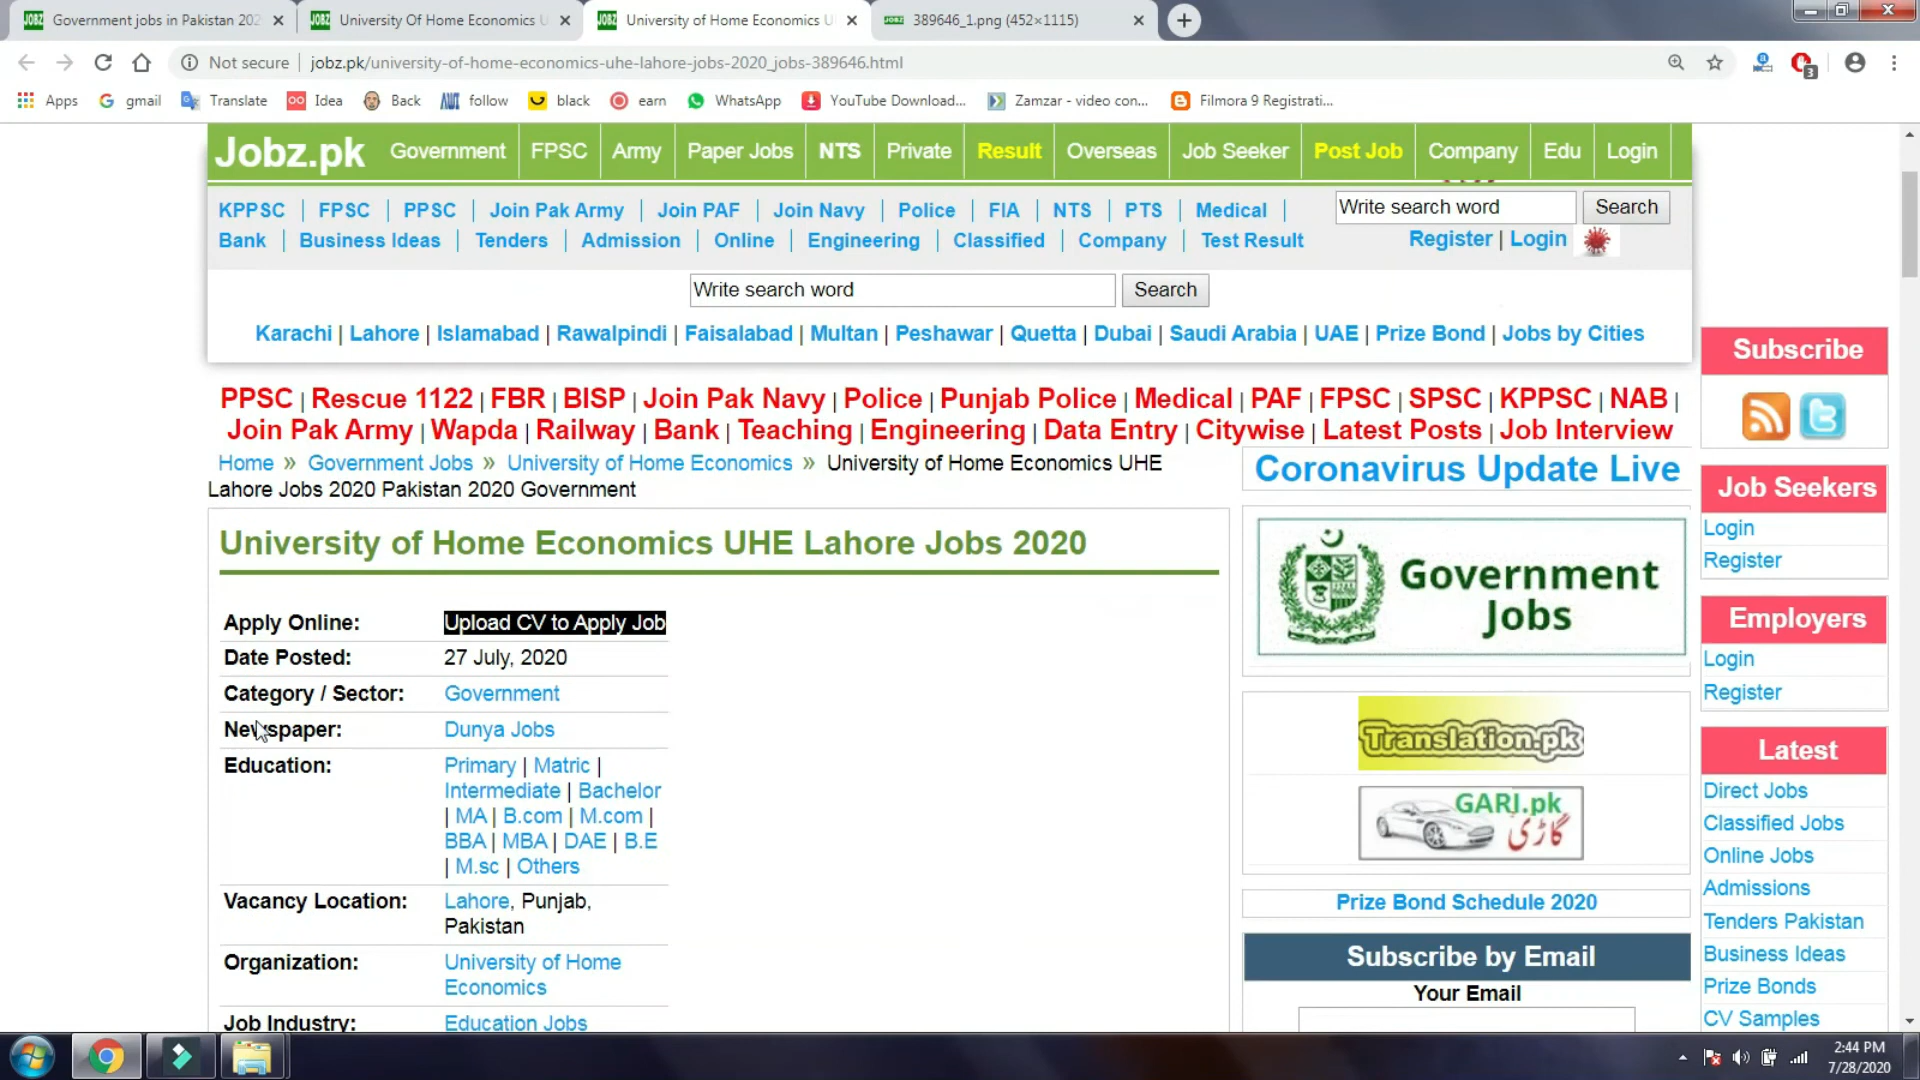 Government jobs in Pakistan 202
University Of Home Economics U
University of Home Economics U
389646_1.png (452×1115)
Not secure
jobz.pk/university-of-home-economics-uhe-lahore-jobs-2020_jobs-389646.html
3
Apps
gmail
Translate
Idea
Back
follow
black
earn
WhatsApp
YouTube Download...
Zamzar - video con...
Filmora 9 Registrati...
Jobz.pk Government FPSC Army Paper Jobs NTS Private Result Overseas Job Seeker Post Job Company Edu Login
KPPSC | FPSC | PPSC | Join Pak Army | Join PAF | Join Navy | Police | FIA | NTS | PTS | Medical |
Write search word Search
Bank | Business Ideas | Tenders | Admission | Online | Engineering | Classified | Company | Test Result
Register | Login
Write search word Search
Karachi | Lahore | Islamabad | Rawalpindi | Faisalabad | Multan | Peshawar | Quetta | Dubai | Saudi Arabia | UAE | Prize Bond | Jobs by Cities
PPSC | Rescue 1122 | FBR | BISP | Join Pak Navy | Police | Punjab Police | Medical | PAF | FPSC | SPSC | KPPSC | NAB |
Join Pak Army | Wapda | Railway | Bank | Teaching | Engineering | Data Entry | Citywise | Latest Posts | Job Interview
Home » Government Jobs » University of Home Economics » University of Home Economics UHE
Lahore Jobs 2020 Pakistan 2020 Government
University of Home Economics UHE Lahore Jobs 2020
Apply Online: Upload CV to Apply Job
Date Posted: 27 July, 2020
Category / Sector: Government
Newspaper: Dunya Jobs
Education: Primary | Matric |
Intermediate | Bachelor
| MA | B.com | M.com |
BBA | MBA | DAE | B.E
| M.sc | Others
Vacancy Location: Lahore, Punjab,
Pakistan
Organization: University of Home
Economics
Job Industry: Education Jobs
Coronavirus Update Live
Government
Jobs
Translation.pk
GARI.pk
گاڑی
Prize Bond Schedule 2020
Subscribe by Email
Your Email
Subscribe
Job Seekers
Login
Register
Employers
Login
Register
Latest
Direct Jobs
Classified Jobs
Online Jobs
Admissions
Tenders Pakistan
Business Ideas
Prize Bonds
CV Samples
2:44 PM
7/28/2020